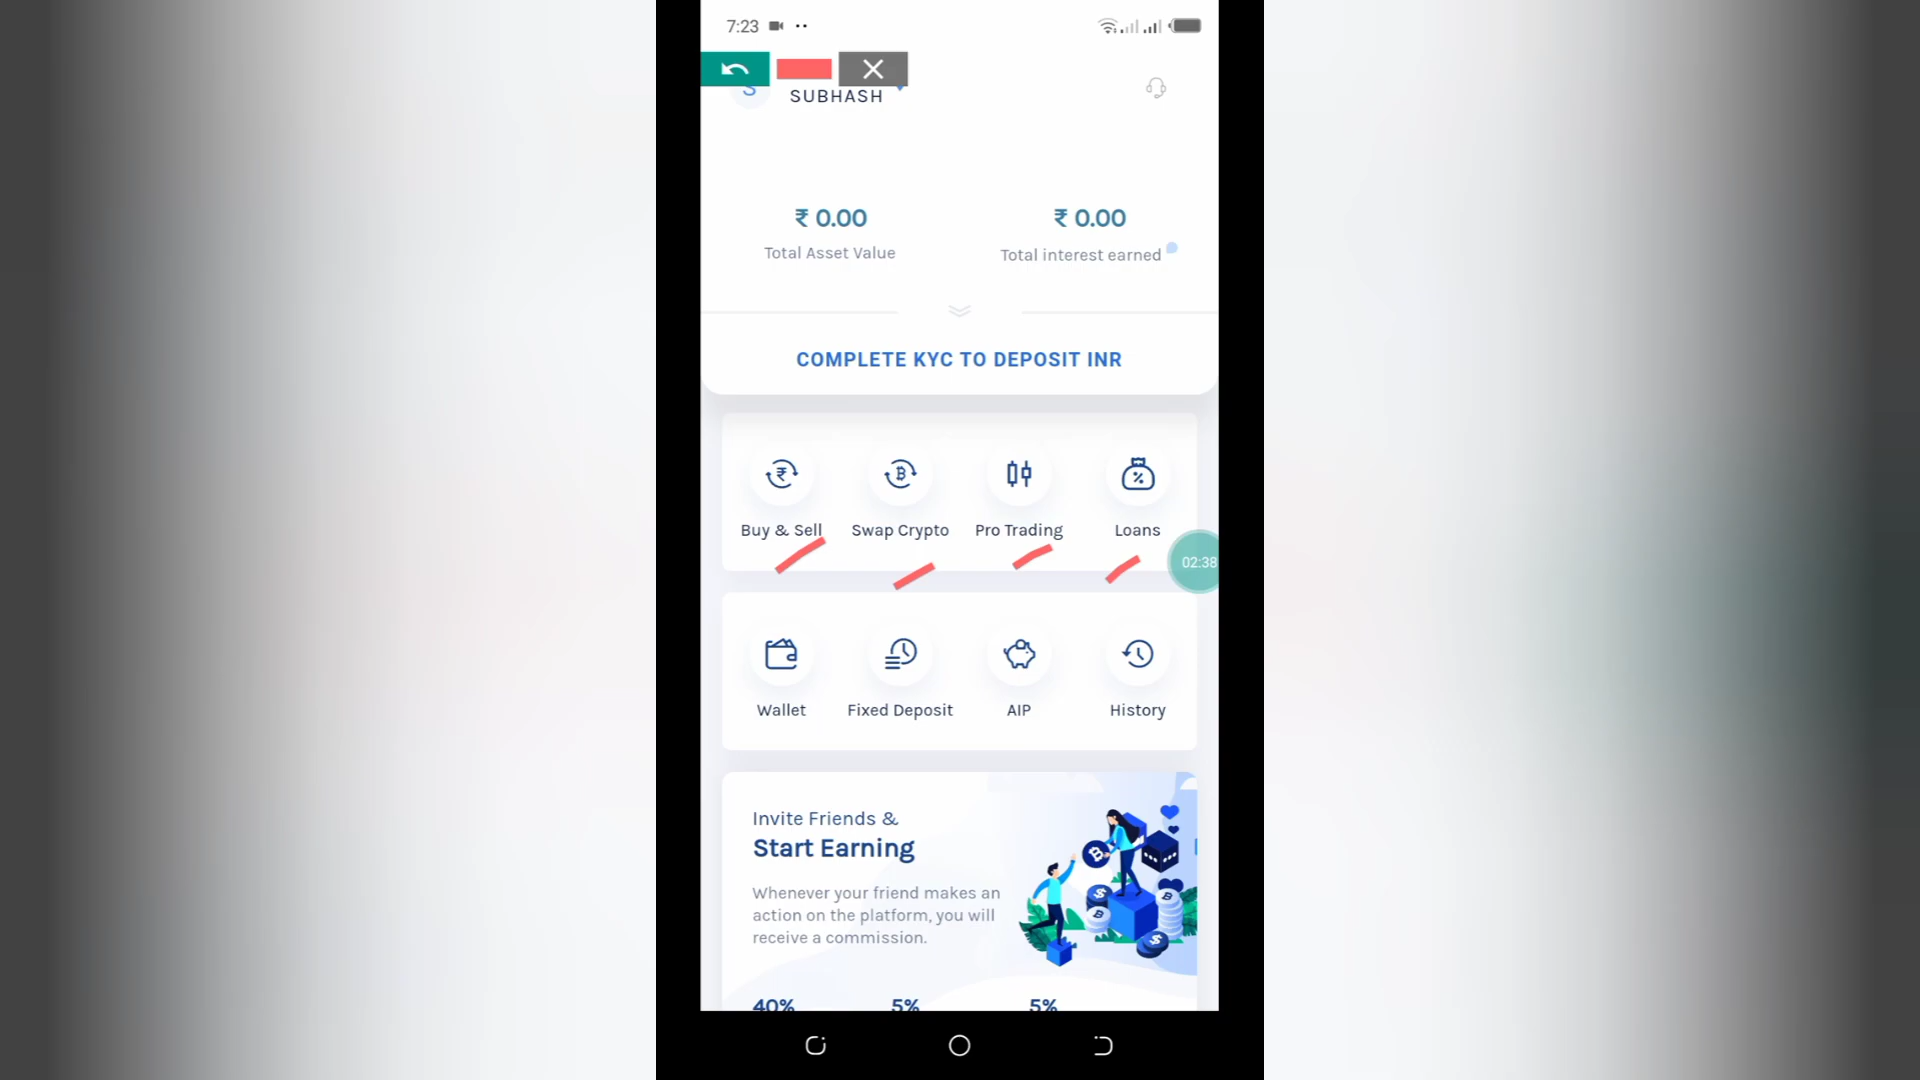 7:23
S
SUBHASH
₹ 0.00
₹ 0.00
Total Asset Value
Total interest earned
COMPLETE KYC TO DEPOSIT INR
Buy & Sell
Swap Crypto
Pro Trading
Loans
02:38
Wallet
Fixed Deposit
AIP
History
Invite Friends &
Start Earning
Whenever your friend makes an
action on the platform, you will
receive a commission.
40%
5%
5%